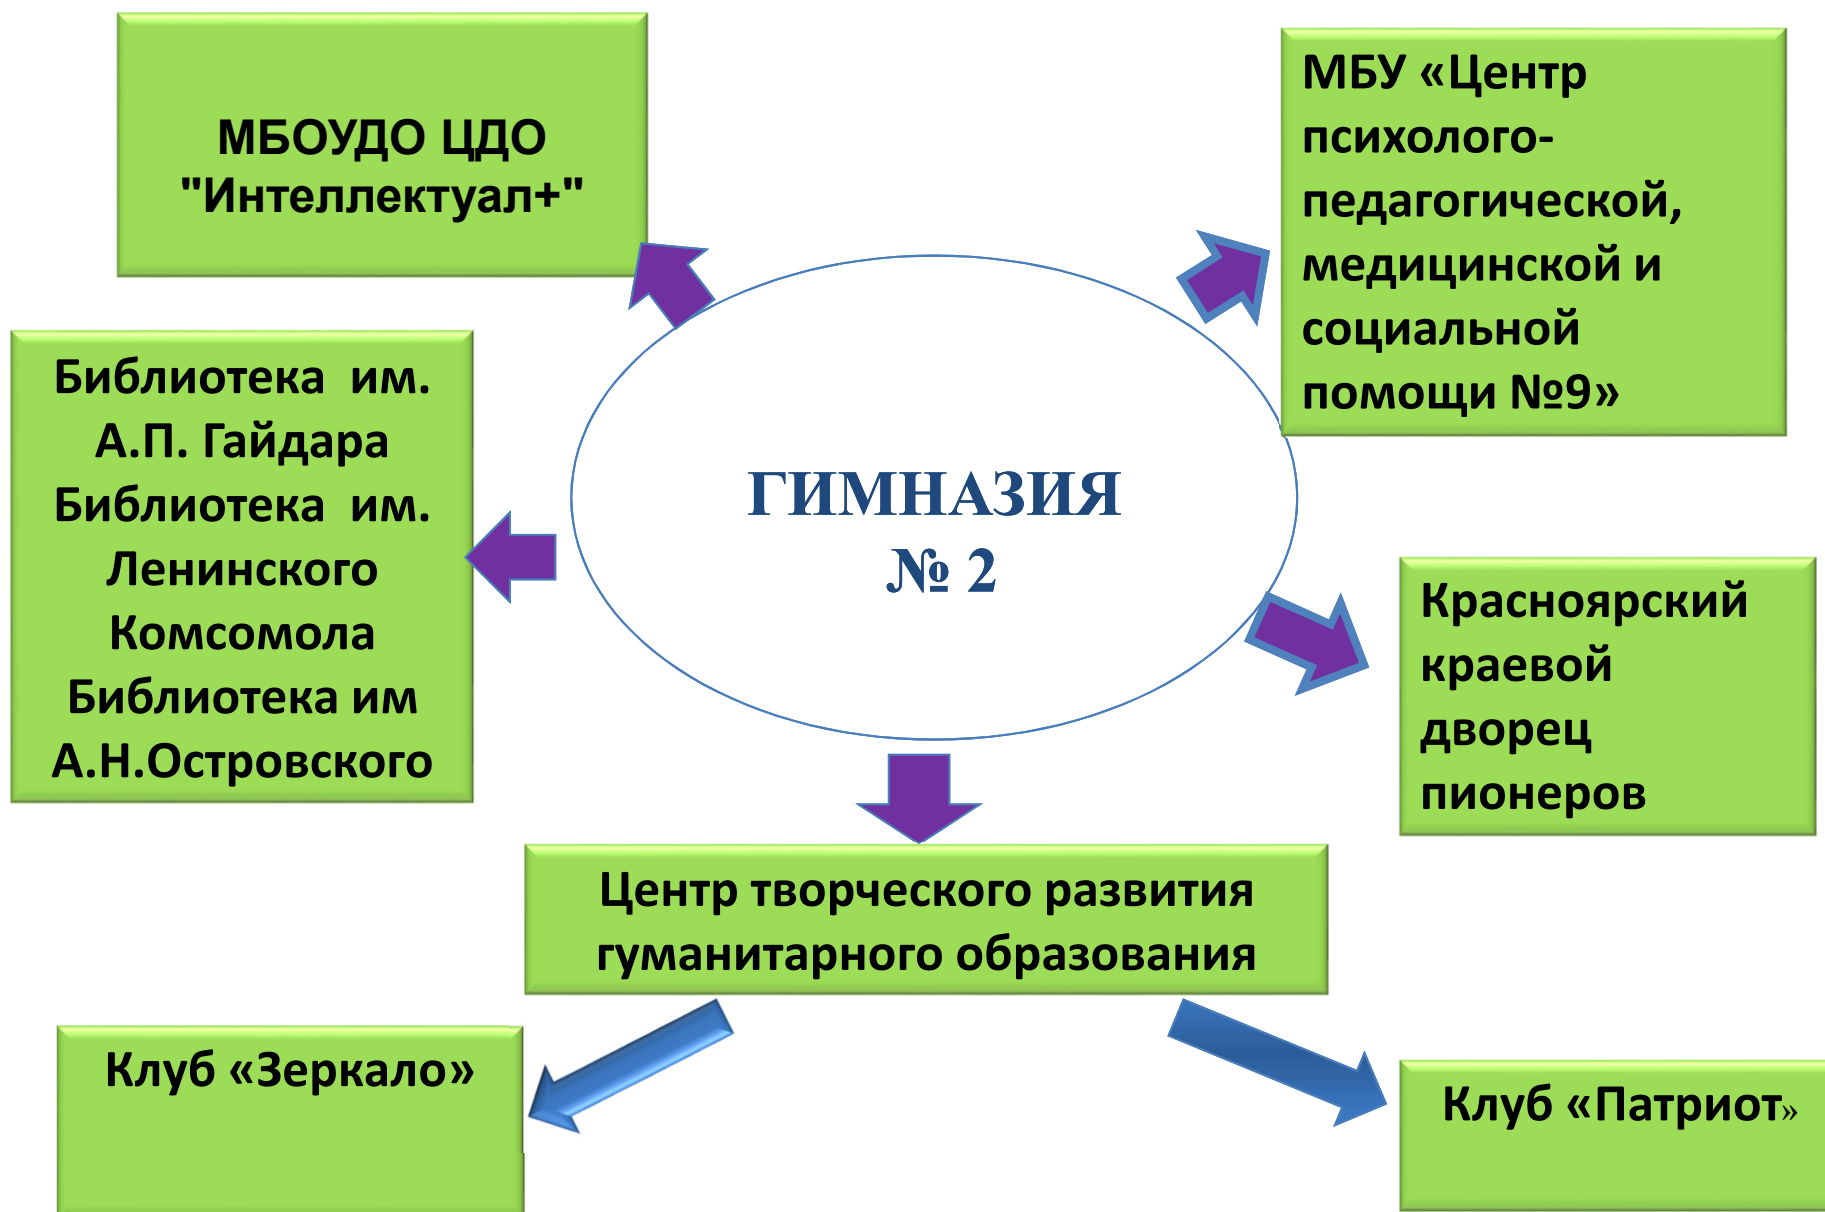 МБОУДО ЦДО
"Интеллектуал+"
МБУ «Центр
психолого-
педагогической,
медицинской и
социальной
помощи №9»
Библиотека  им.
А.П. Гайдара
Библиотека  им.
Ленинского
Комсомола
Библиотека им
А.Н.Островского
ГИМНАЗИЯ
№ 2
Красноярский
краевой
дворец
пионеров
Центр творческого развития
гуманитарного образования
Клуб «Зеркало»
Клуб «Патриот»